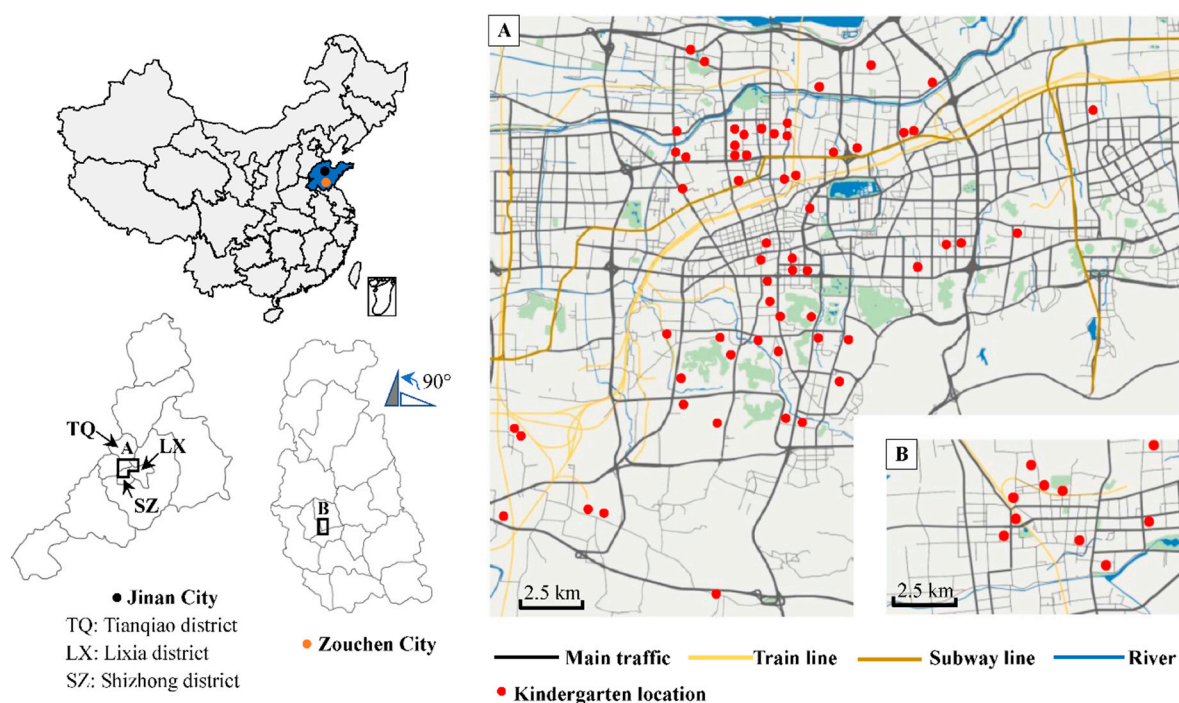 A
90°
TQ
A
LX
SZ
B
Jinan City
TQ: Tianqiao district
LX: Lixia district
SZ: Shizhong district
Zouchen City
2.5 km
B
2.5 km
Main traffic
Train line
Subway line
River
Kindergarten location